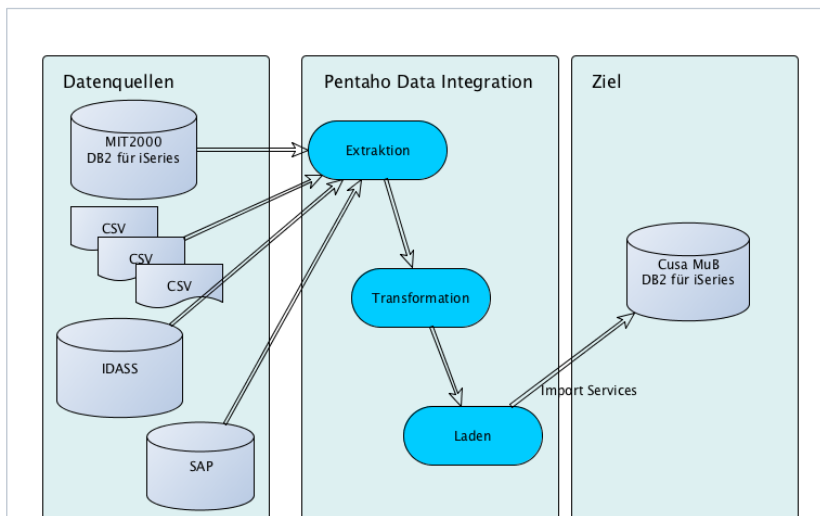 Datenquellen
MIT2000
DB2 für iSeries
CSV
CSV
CSV
IDASS
SAP
Pentaho Data Integration
Extraktion
Transformation
Laden
Import Services
Ziel
Cusa MuB
DB2 für iSeries